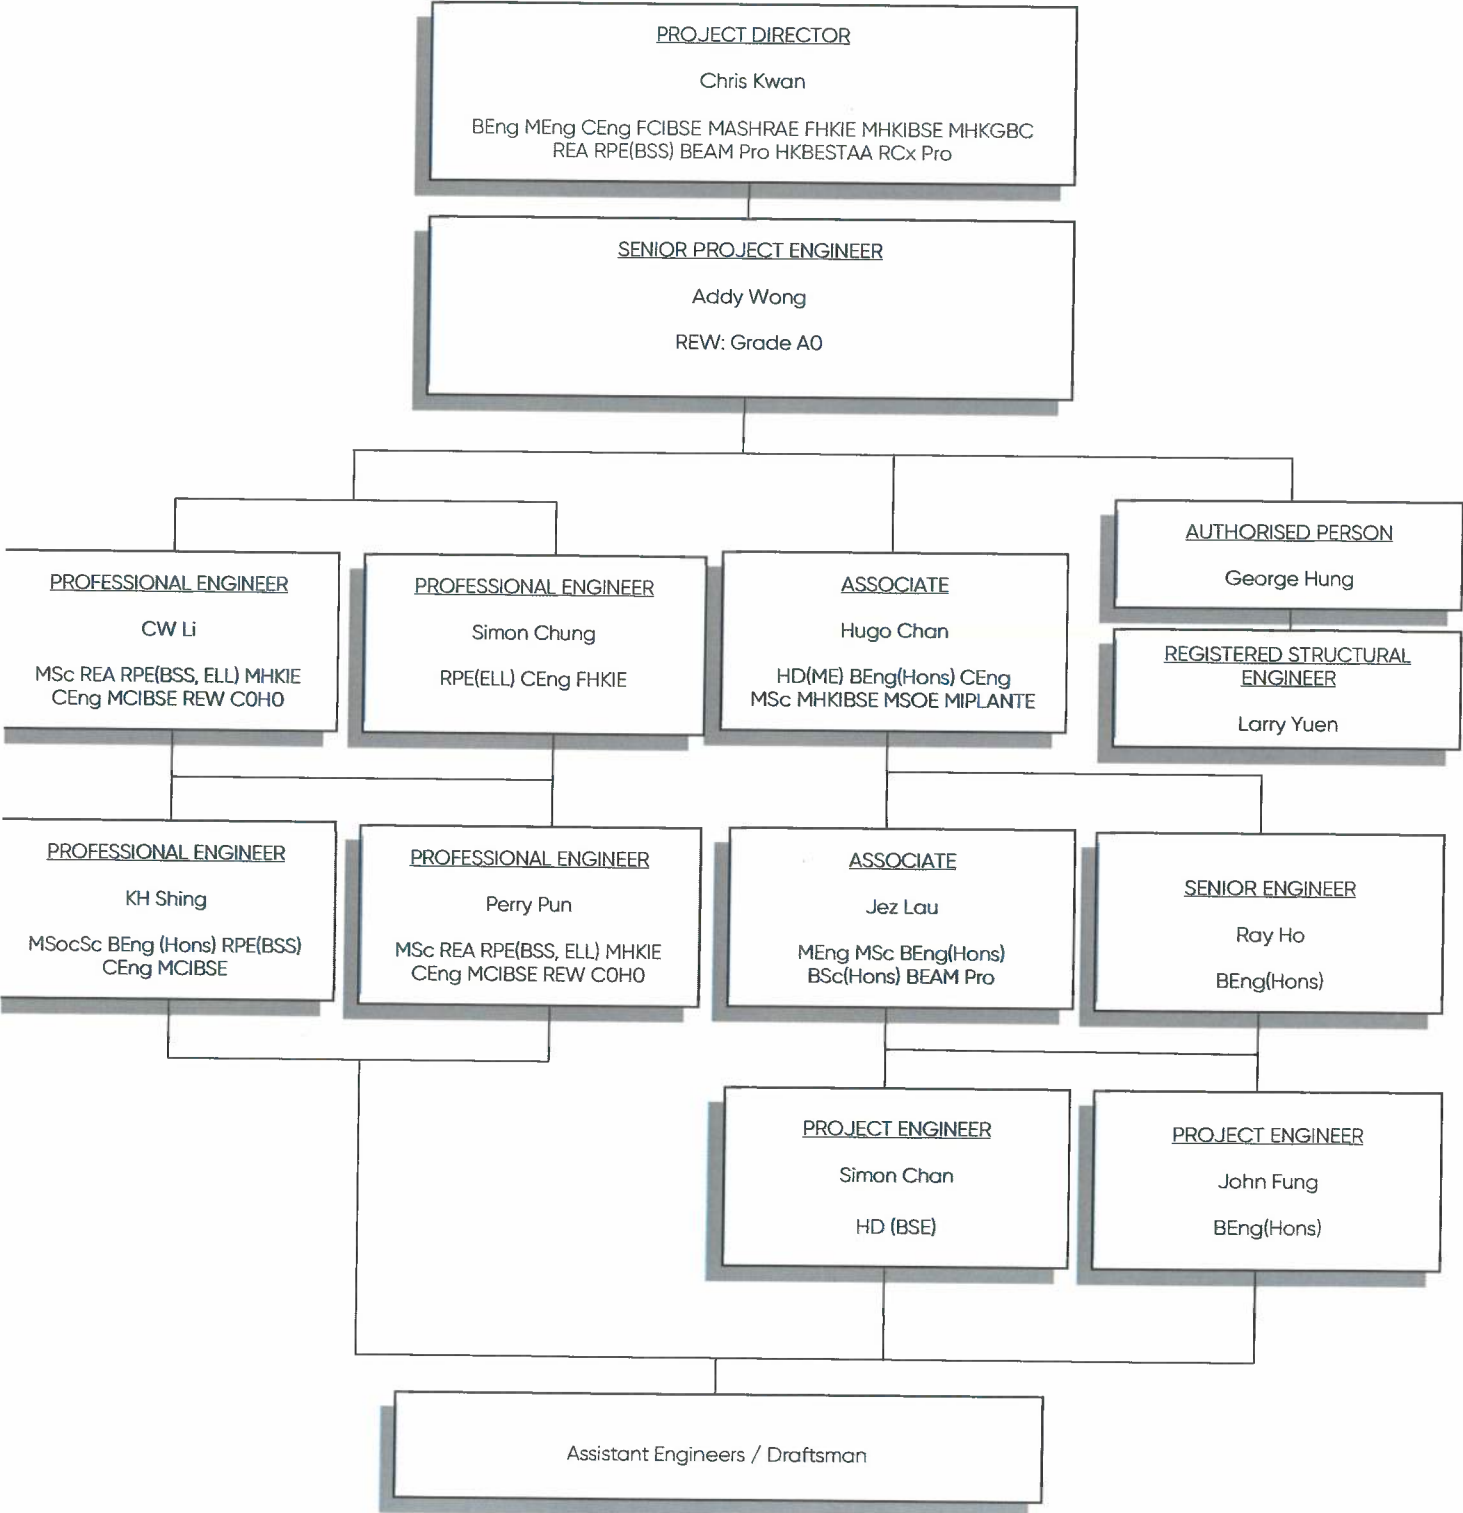 PROJECT DIRECTOR
Chris Kwan
BEng MEng CEng FCIBSE MASHRAE FHKIE MHKIBSE MHKGBC
REA RPE(BSS) BEAM Pro HKBESTAA RCx Pro
SENIOR PROJECT ENGINEER
Addy Wong
REW: Grade A0
AUTHORISED PERSON
George Hung
REGISTERED STRUCTURAL
ENGINEER
Larry Yuen
PROFESSIONAL ENGINEER
CW Li
MSc REA RPE(BSS, ELL) MHKIE
CEng MCIBSE REW C0H0
PROFESSIONAL ENGINEER
Simon Chung
RPE(ELL) CEng FHKIE
ASSOCIATE
Hugo Chan
HD(ME) BEng(Hons) CEng
MSc MHKIBSE MSOE MIPLANTE
PROFESSIONAL ENGINEER
KH Shing
MSocSc BEng (Hons) RPE(BSS)
CEng MCIBSE
PROFESSIONAL ENGINEER
Perry Pun
MSc REA RPE(BSS, ELL) MHKIE
CEng MCIBSE REW C0H0
ASSOCIATE
Jez Lau
MEng MSc BEng(Hons)
BSc(Hons) BEAM Pro
SENIOR ENGINEER
Ray Ho
BEng(Hons)
PROJECT ENGINEER
Simon Chan
HD (BSE)
PROJECT ENGINEER
John Fung
BEng(Hons)
Assistant Engineers / Draftsman